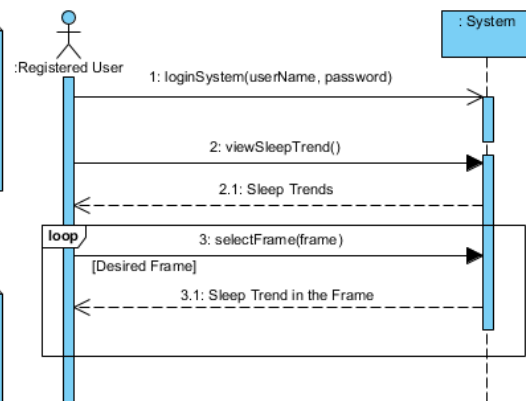 : System
:Registered User
1: loginSystem(userName, password)
2: viewSleepTrend()
2.1: Sleep Trends
loop
3: selectFrame(frame)
[Desired Frame]
3.1: Sleep Trend in the Frame